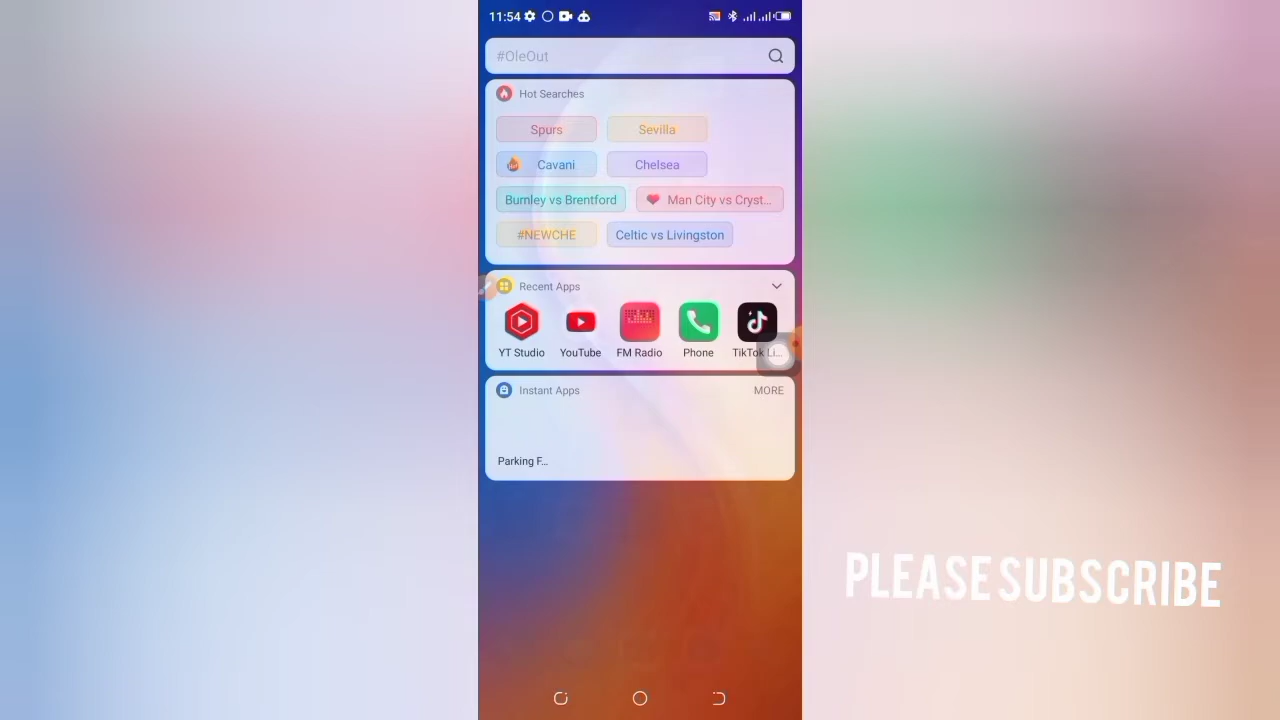 11:54
#OleOut
Hot Searches
Spurs
Sevilla
Cavani
Chelsea
Burnley vs Brentford
Man City vs Cryst...
#NEWCHE
Celtic vs Livingston
Recent Apps
YT Studio
YouTube
FM Radio
Phone
TikTok Li...
Instant Apps
MORE
Parking F...
PLEASE SUBSCRIBE